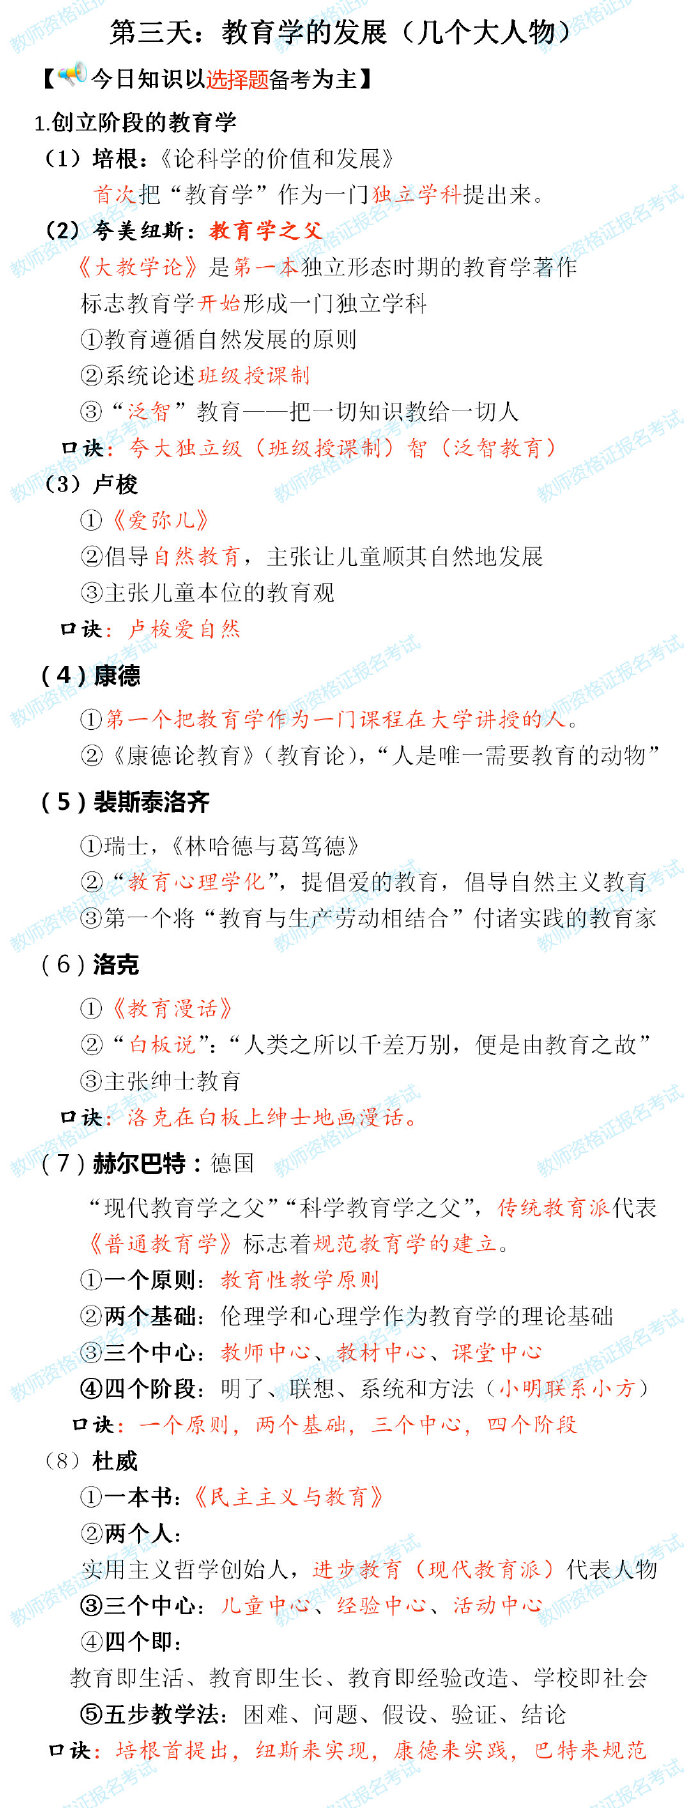 第三天：教育学的发展（几个大人物）
【今日知识以选择题备考为主】
1.创立阶段的教育学
（1）培根：《论科学的价值和发展》
首次把“教育学”作为一门独立学科提出来。
（2）夸美纽斯：教育学之父
《大教学论》是第一本独立形态时期的教育学著作
标志教育学开始形成一门独立学科
①教育遵循自然发展的原则
②系统论述班级授课制
③“泛智”教育——把一切知识教给一切人
口诀：夸大独立级（班级授课制）智（泛智教育）
（3）卢梭
①《爱弥儿》
②倡导自然教育，主张让儿童顺其自然地发展
③主张儿童本位的教育观
口诀：卢梭爱自然
（4）康德
①第一个把教育学作为一门课程在大学讲授的人。
②《康德论教育》（教育论），“人是唯一需要教育的动物”
（5）裴斯泰洛齐
①瑞士，《林哈德与葛笃德》
②“教育心理学化”，提倡爱的教育，倡导自然主义教育
③第一个将“教育与生产劳动相结合”付诸实践的教育家
（6）洛克
①《教育漫话》
②“白板说”：“人类之所以千差万别，便是由教育之故”
③主张绅士教育
口诀：洛克在白板上绅士地画漫话。
（7）赫尔巴特：德国
“现代教育学之父”“科学教育学之父”，传统教育派代表
《普通教育学》标志着规范教育学的建立。
①一个原则：教育性教学原则
②两个基础：伦理学和心理学作为教育学的理论基础
③三个中心：教师中心、教材中心、课堂中心
④四个阶段：明了、联想、系统和方法（小明联系小方）
口诀：一个原则，两个基础，三个中心，四个阶段
（8）杜威
①一本书：《民主主义与教育》
②两个人：
实用主义哲学创始人，进步教育（现代教育派）代表人物
③三个中心：儿童中心、经验中心、活动中心
④四个即：
教育即生活、教育即生长、教育即经验改造、学校即社会
⑤五步教学法：困难、问题、假设、验证、结论
口诀：培根首提出，纽斯来实现，康德来实践，巴特来规范
教师资格证报名考试